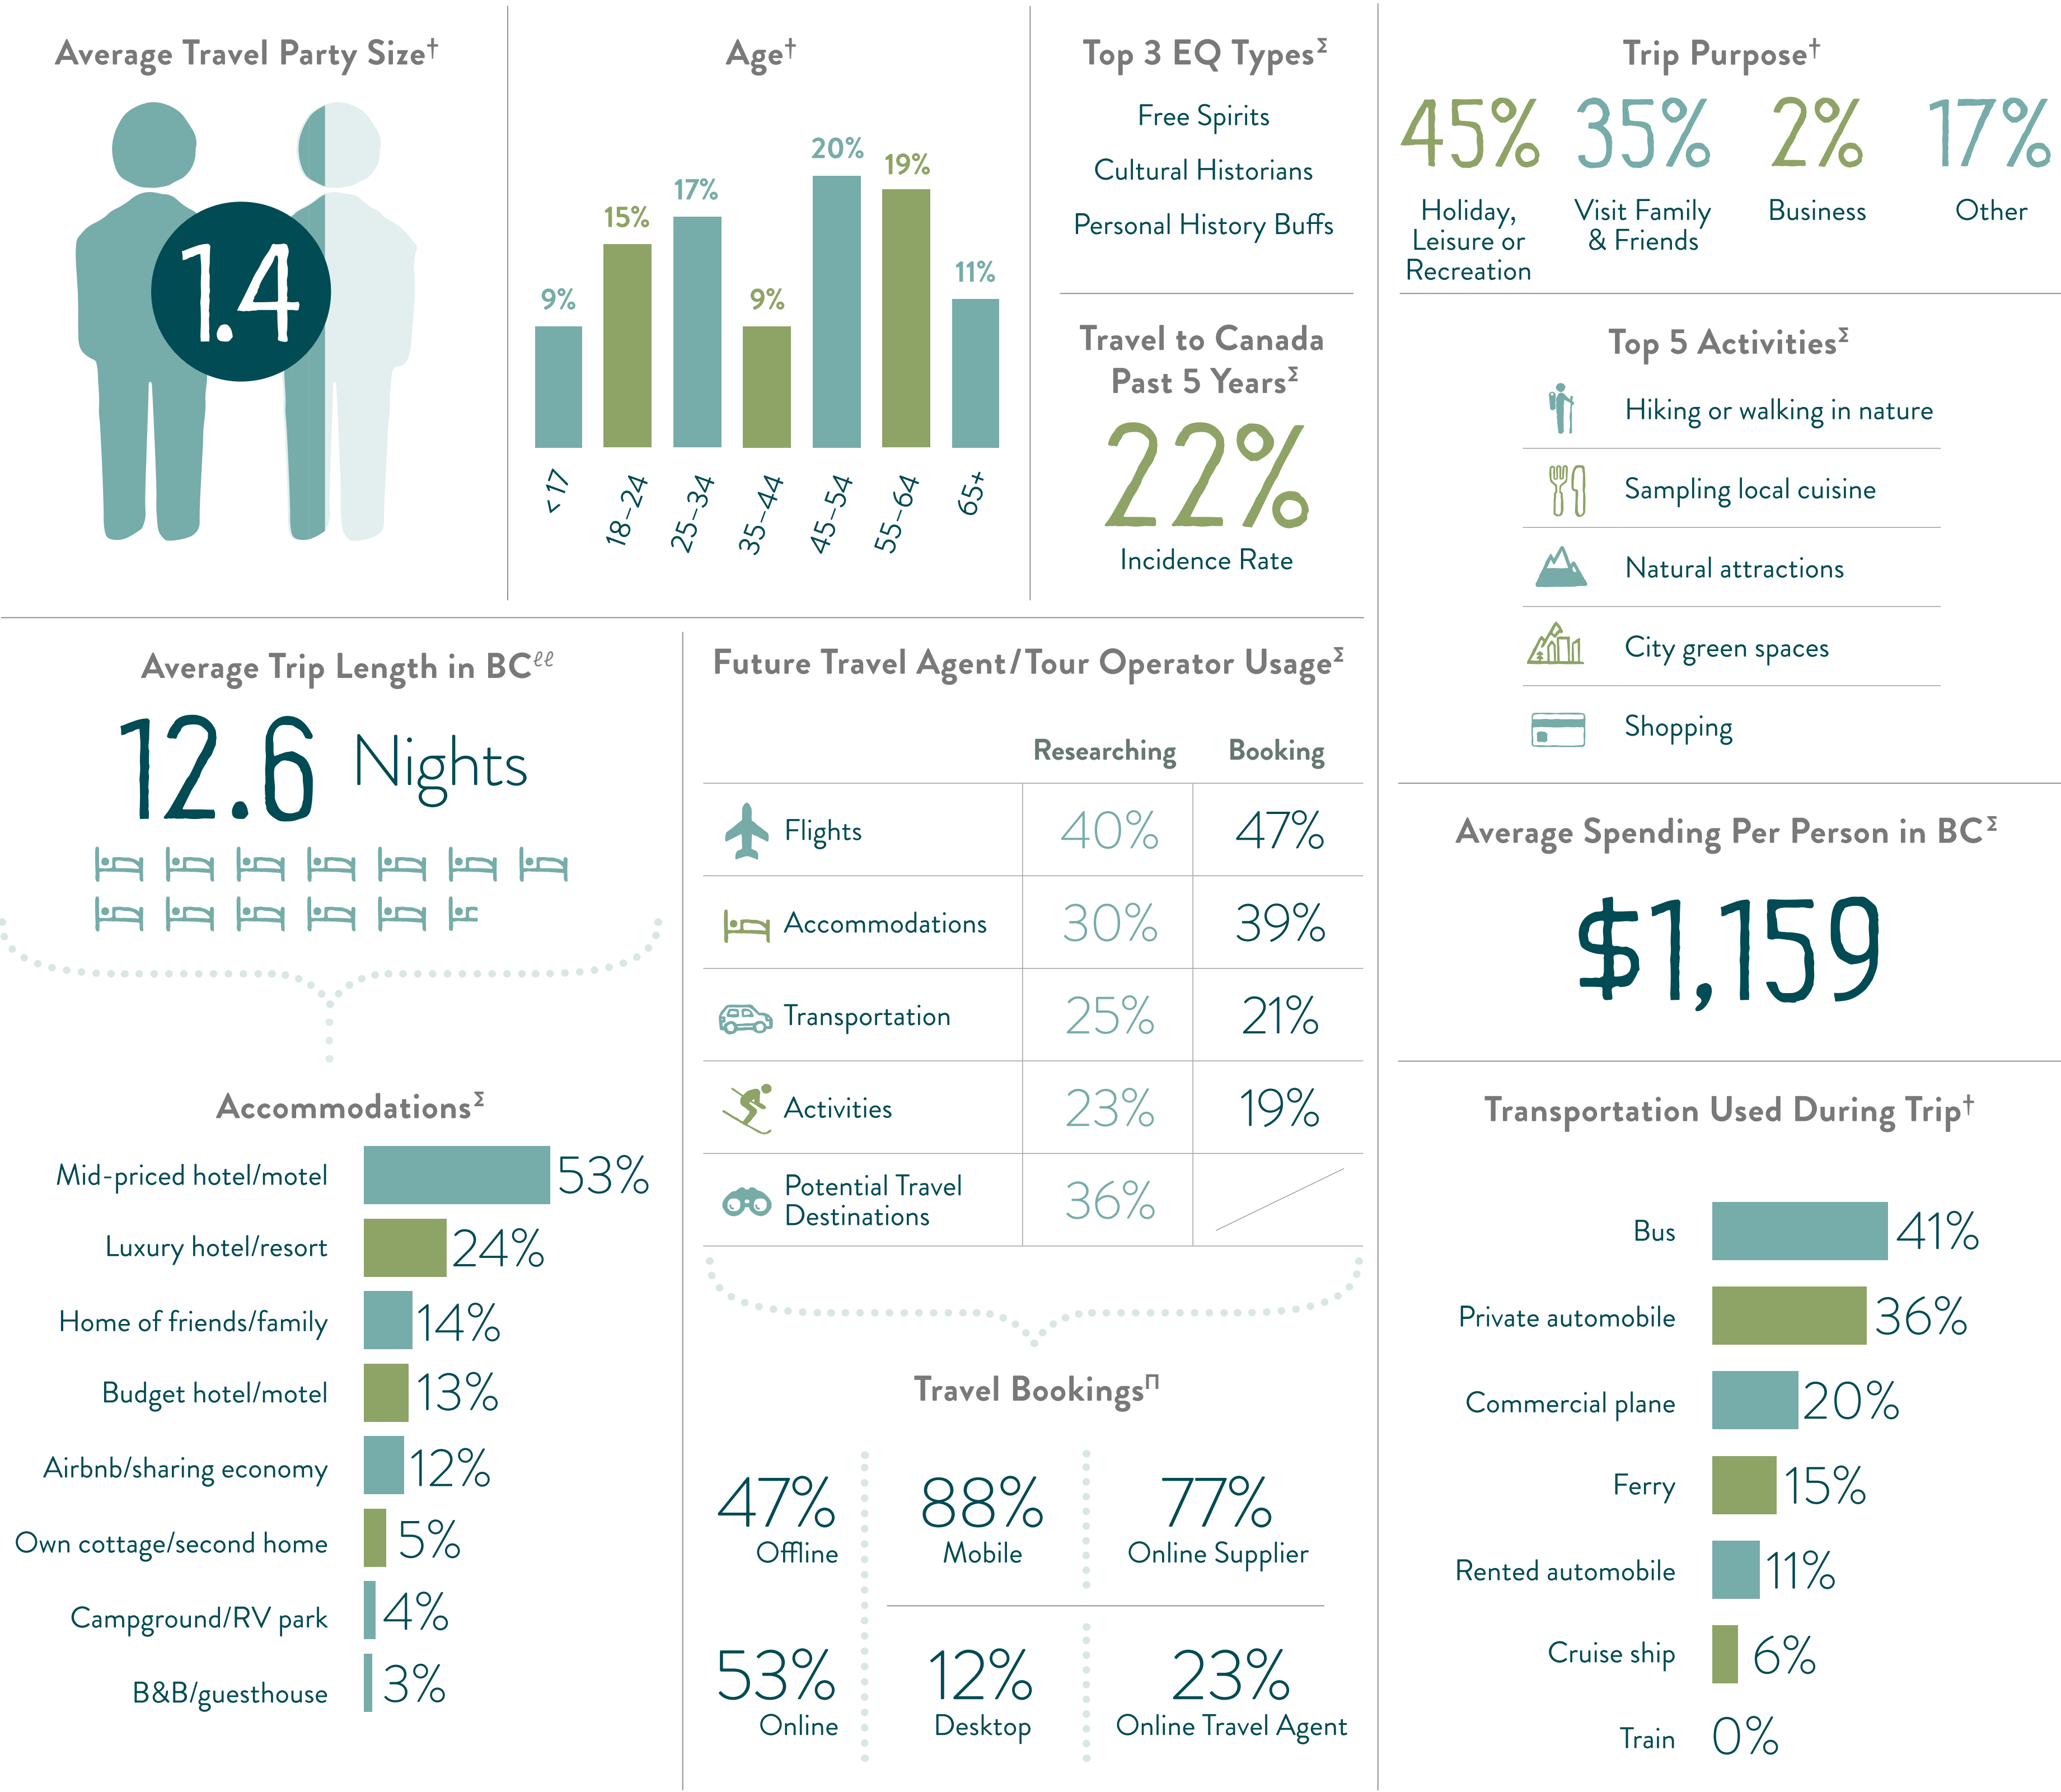 Average Travel Party Size†
1.4
Age†
9%
15%
17%
9%
20%
19%
11%
<17
18–24
25–34
35–44
45–54
55–64
65+
Top 3 EQ Types Σ
Free Spirits
Cultural Historians
Personal History Buffs
Travel to Canada
Past 5 Years Σ
22%
Incidence Rate
Trip Purpose†
45%
Holiday,
Leisure or
Recreation
35%
Visit Family
& Friends
2%
Business
17%
Other
Top 5 Activities Σ
Hiking or walking in nature
Sampling local cuisine
Natural attractions
City green spaces
Shopping
Average Trip Length in BC ℓℓ
12.6 Nights
Accommodations Σ
Mid-priced hotel/motel 53%
Luxury hotel/resort 24%
Home of friends/family 14%
Budget hotel/motel 13%
Airbnb/sharing economy 12%
Own cottage/second home 5%
Campground/RV park 4%
B&B/guesthouse 3%
Future Travel Agent/Tour Operator Usage Σ
Researching Booking
Flights 40% 47%
Accommodations 30% 39%
Transportation 25% 21%
Activities 23% 19%
Potential Travel
Destinations 36%
Travel Bookings Π
47%
Offline
88%
Mobile
77%
Online Supplier
53%
Online
12%
Desktop
23%
Online Travel Agent
Average Spending Per Person in BC Σ
$1,159
Transportation Used During Trip†
Bus 41%
Private automobile 36%
Commercial plane 20%
Ferry 15%
Rented automobile 11%
Cruise ship 6%
Train 0%